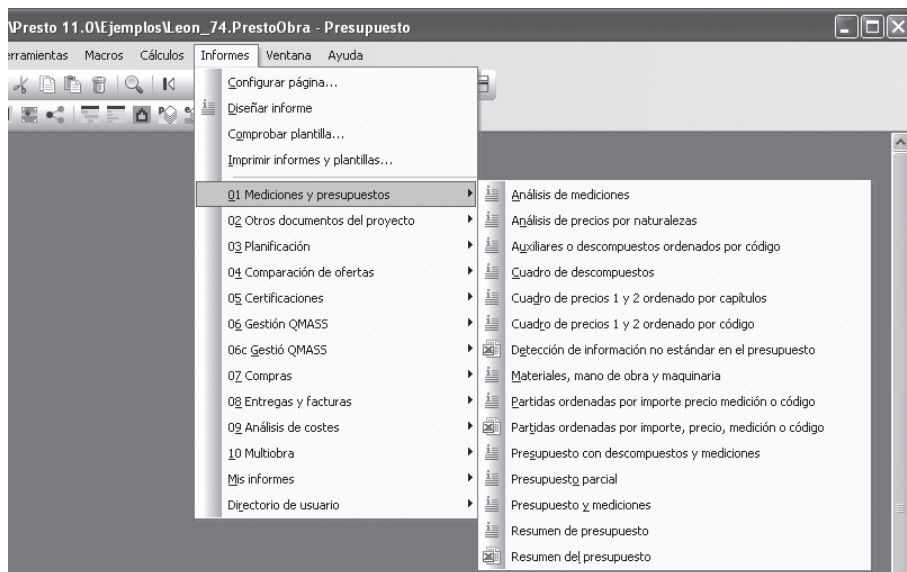 \Presto 11.0\Ejemplos\Leon_74.PrestoObra - Presupuesto
erramientas Macros Cálculos Informes Ventana Ayuda
Configurar página...
Diseñar informe
Comprobar plantilla...
Imprimir informes y plantillas...
01 Mediciones y presupuestos
02 Otros documentos del proyecto
03 Planificación
04 Comparación de ofertas
05 Certificaciones
06 Gestión QMASS
06c Gestió QMASS
07 Compras
08 Entregas y facturas
09 Análisis de costes
10 Multiobra
Mis informes
Directorio de usuario
Análisis de mediciones
Análisis de precios por naturalezas
Auxiliares o descompuestos ordenados por código
Cuadro de descompuestos
Cuadro de precios 1 y 2 ordenado por capítulos
Cuadro de precios 1 y 2 ordenado por código
Detección de información no estándar en el presupuesto
Materiales, mano de obra y maquinaria
Partidas ordenadas por importe precio medición o código
Partidas ordenadas por importe, precio, medición o código
Presupuesto con descompuestos y mediciones
Presupuesto parcial
Presupuesto y mediciones
Resumen de presupuesto
Resumen del presupuesto